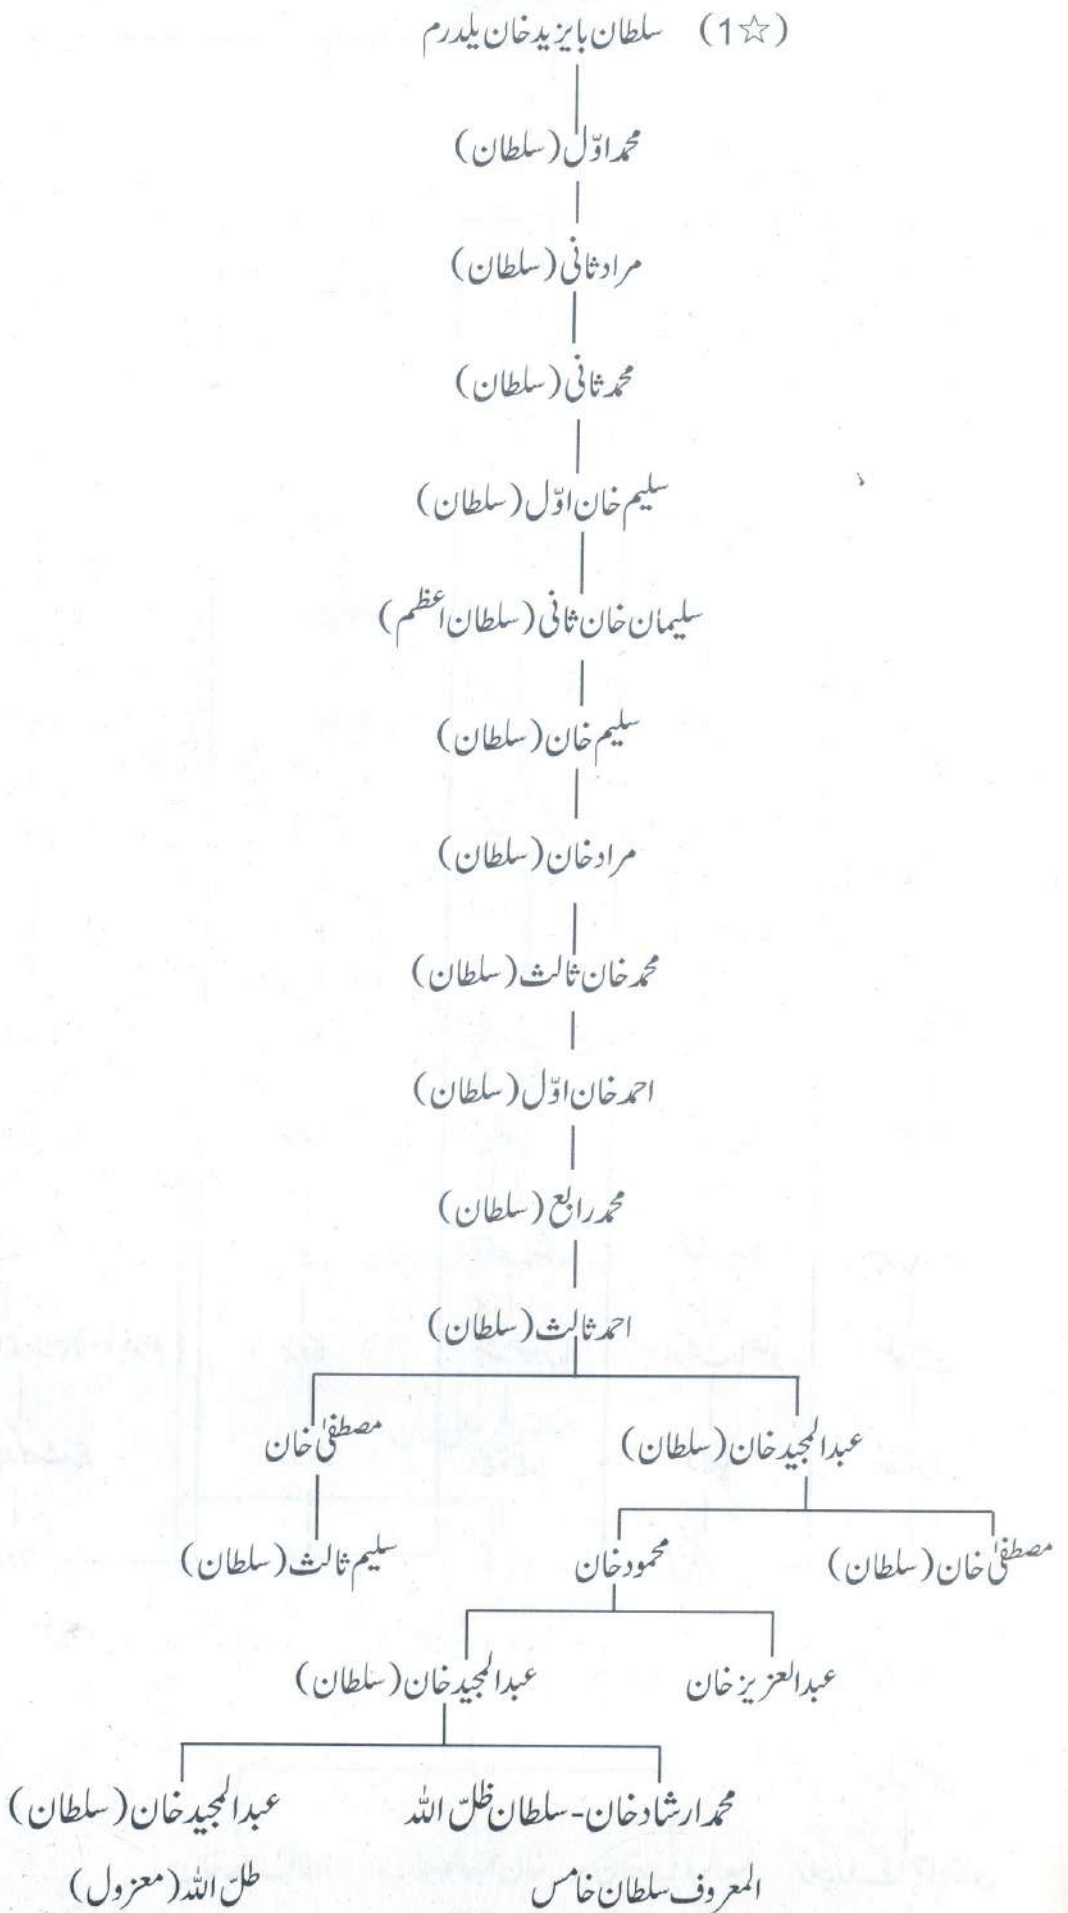 (☆1) سلطان بایزید خان یلدرم
محمد اوّل (سلطان)
مراد ثانی (سلطان)
محمد ثانی (سلطان)
سلیم خان اوّل (سلطان)
سلیمان خان ثانی (سلطان اعظم)
سلیم خان (سلطان)
مراد خان (سلطان)
محمد خان ثالث (سلطان)
احمد خان اوّل (سلطان)
محمد رابع (سلطان)
احمد ثالث (سلطان)
عبدالمجید خان (سلطان) مصطفیٰ خان
مصطفیٰ خان (سلطان) محمود خان سلیم ثالث (سلطان)
عبدالعزیز خان عبدالمجید خان (سلطان)
محمد ارشاد خان - سلطان ظلّ اللہ عبدالمجید خان (سلطان)
المعروف سلطان خامس ظلّ اللہ (معزول)